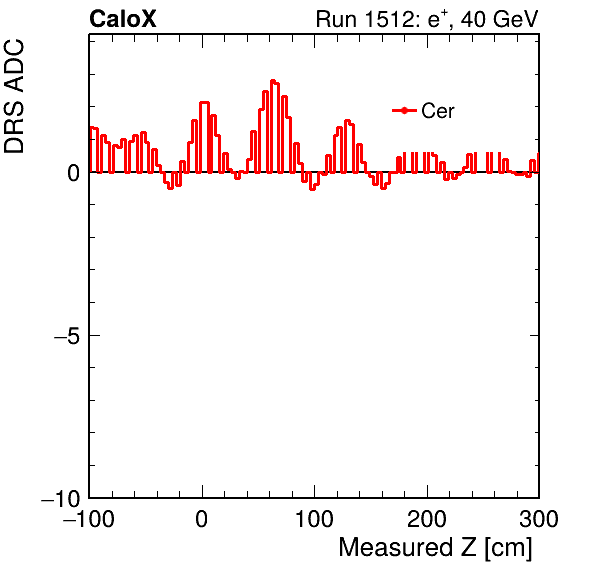 CaloX Run 1512: e⁺, 40 GeV
DRS ADC
Cer
0
−5
−10
−100 0 100 200 300
Measured Z [cm]